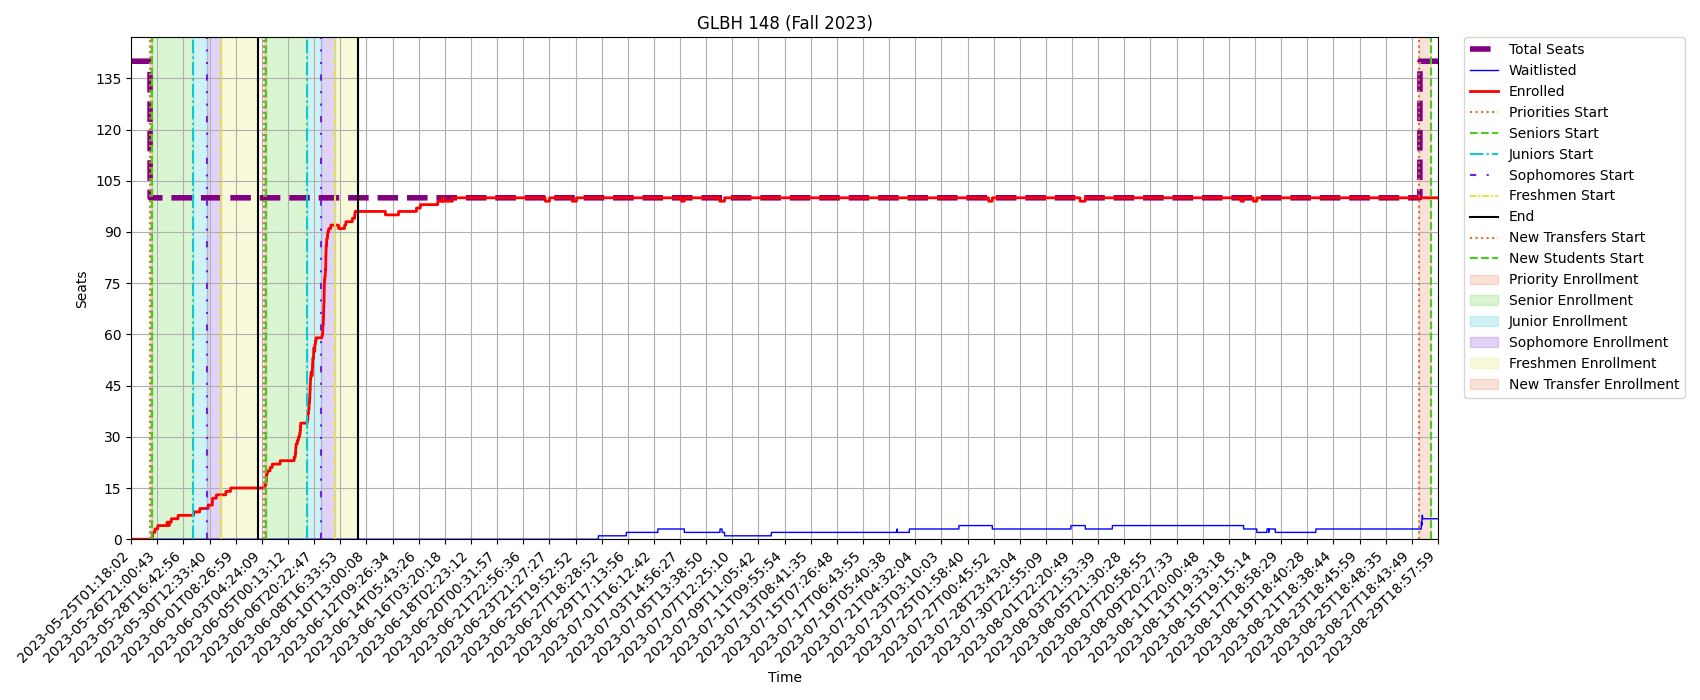 GLBH 148 (Fall 2023)
Seats
135
120
105
90
75
60
45
30
15
0
2023-05-25T01:18:02
2023-05-26T21:00:43
2023-05-28T16:42:56
2023-05-30T12:33:40
2023-06-01T08:26:59
2023-06-03T04:24:09
2023-06-05T00:13:12
2023-06-06T20:22:47
2023-06-08T16:33:53
2023-06-10T13:00:08
2023-06-12T09:26:34
2023-06-14T05:43:26
2023-06-16T03:20:18
2023-06-18T02:23:12
2023-06-20T00:31:57
2023-06-21T22:56:36
2023-06-23T21:27:27
2023-06-25T19:52:52
2023-06-27T18:28:52
2023-06-29T17:13:56
2023-07-01T16:12:42
2023-07-03T14:56:27
2023-07-05T13:38:50
2023-07-07T12:25:10
2023-07-09T11:05:42
2023-07-11T09:55:54
2023-07-13T08:41:35
2023-07-15T07:26:48
2023-07-17T06:43:55
2023-07-19T05:40:38
2023-07-21T04:32:04
2023-07-23T03:10:03
2023-07-25T01:58:40
2023-07-27T00:45:52
2023-07-28T23:43:04
2023-07-30T22:55:09
2023-08-01T22:20:49
2023-08-03T21:53:39
2023-08-05T21:30:28
2023-08-07T20:58:55
2023-08-09T20:27:33
2023-08-11T20:00:48
2023-08-13T19:33:18
2023-08-15T19:15:14
2023-08-17T18:58:29
2023-08-19T18:40:28
2023-08-21T18:38:44
2023-08-23T18:45:59
2023-08-25T18:48:35
2023-08-27T18:43:49
2023-08-29T18:57:59
Time
Total Seats
Waitlisted
Enrolled
Priorities Start
Seniors Start
Juniors Start
Sophomores Start
Freshmen Start
End
New Transfers Start
New Students Start
Priority Enrollment
Senior Enrollment
Junior Enrollment
Sophomore Enrollment
Freshmen Enrollment
New Transfer Enrollment